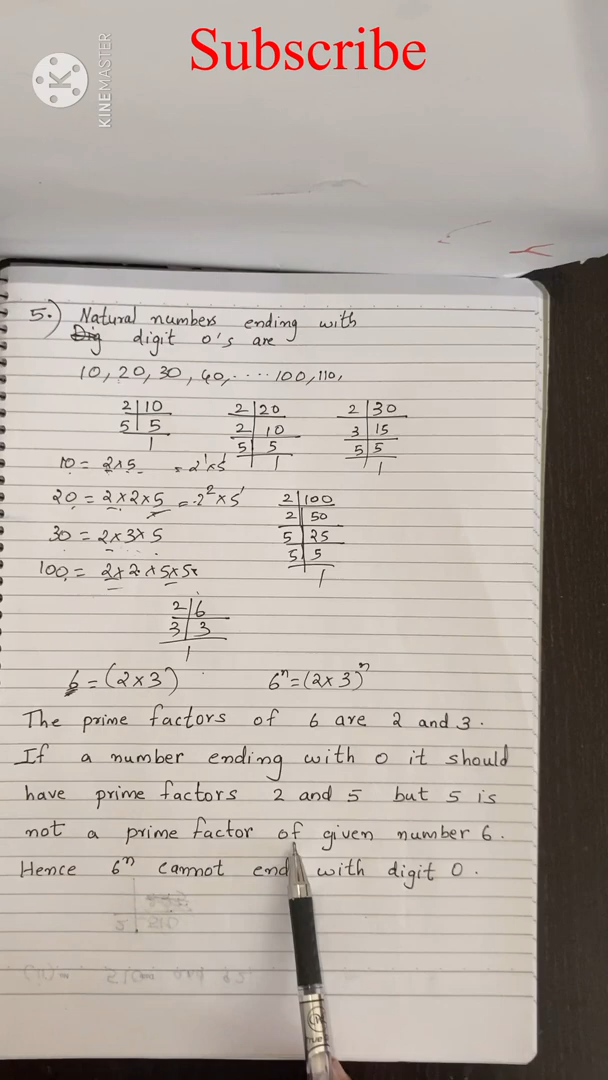 Subscribe
KINEMASTER
5.) Natural numbers ending with
Dig digit 0's are
10, 20, 30, 40, .... 100, 110,
2 | 10
5 | 5
1
2 | 20
2 | 10
5 | 5
1
2 | 30
3 | 15
5 | 5
1
10 = 2 x 5 = 2¹ x 5¹
20 = 2 x 2 x 5 = 2² x 5¹
30 = 2 x 3 x 5
100 = 2 x 2 x 5 x 5
2 | 100
2 | 50
5 | 25
5 | 5
1
2 | 6
3 | 3
1
6 = (2 x 3) 6ⁿ = (2 x 3)ⁿ
The prime factors of 6 are 2 and 3.
If a number ending with 0 it should
have prime factors 2 and 5 but 5 is
not a prime factor of given number 6.
Hence 6ⁿ cannot end with digit 0.